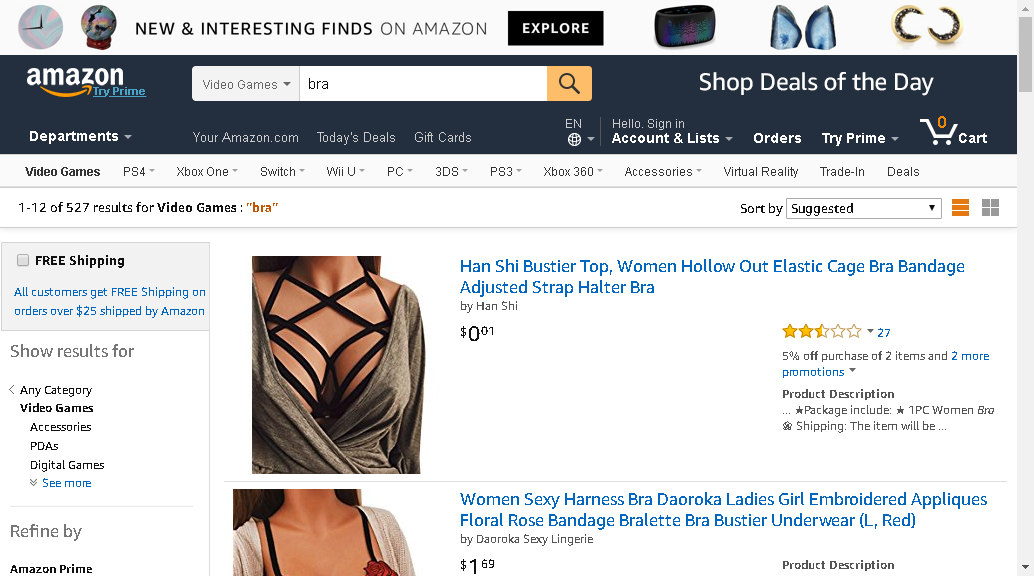 NEW & INTERESTING FINDS ON AMAZON EXPLORE
amazon
Try Prime
Video Games
bra
Shop Deals of the Day
Departments
Your Amazon.com Today's Deals Gift Cards
EN
Hello. Sign in
Account & Lists
Orders
Try Prime
0
Cart
Video Games PS4 Xbox One Switch Wii U PC 3DS PS3 Xbox 360 Accessories Virtual Reality Trade-In Deals
1-12 of 527 results for Video Games : "bra"
Sort by Suggested
FREE Shipping
All customers get FREE Shipping on
orders over $25 shipped by Amazon
Show results for
Any Category
Video Games
Accessories
PDAs
Digital Games
See more
Refine by
Amazon Prime
Han Shi Bustier Top, Women Hollow Out Elastic Cage Bra Bandage
Adjusted Strap Halter Bra
by Han Shi
$0.01
27
5% off purchase of 2 items and 2 more
promotions
Product Description
... ★Package include: ★ 1PC Women Bra
❀ Shipping: The item will be ...
Women Sexy Harness Bra Daoroka Ladies Girl Embroidered Appliques
Floral Rose Bandage Bralette Bra Bustier Underwear (L, Red)
by Daoroka Sexy Lingerie
$1.69
Product Description